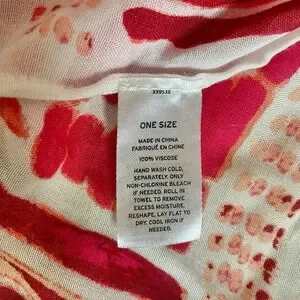 ONE SIZE
MADE IN CHINA
FABRIQUÉ EN CHINE
100% VISCOSE
HAND WASH COLD,
SEPARATELY. ONLY
NON-CHLORINE BLEACH
IF NEEDED. ROLL IN
TOWEL TO REMOVE
EXCESS MOISTURE.
RESHAPE, LAY FLAT TO
DRY. COOL IRON IF
NEEDED.